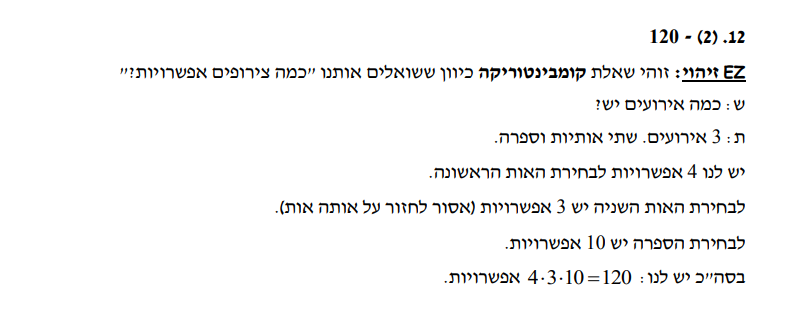 12. (2) - 120
EZ זיהוי: זוהי שאלת קומבינטוריקה כיוון ששואלים אותנו "כמה צירופים אפשרויות?"
ש: כמה אירועים יש?
ת: 3 אירועים. שתי אותיות וספרה.
יש לנו 4 אפשרויות לבחירת האות הראשונה.
לבחירת האות השניה יש 3 אפשרויות (אסור לחזור על אותה אות).
לבחירת הספרה יש 10 אפשרויות.
בסה"כ יש לנו: 4·3·10=120 אפשרויות.